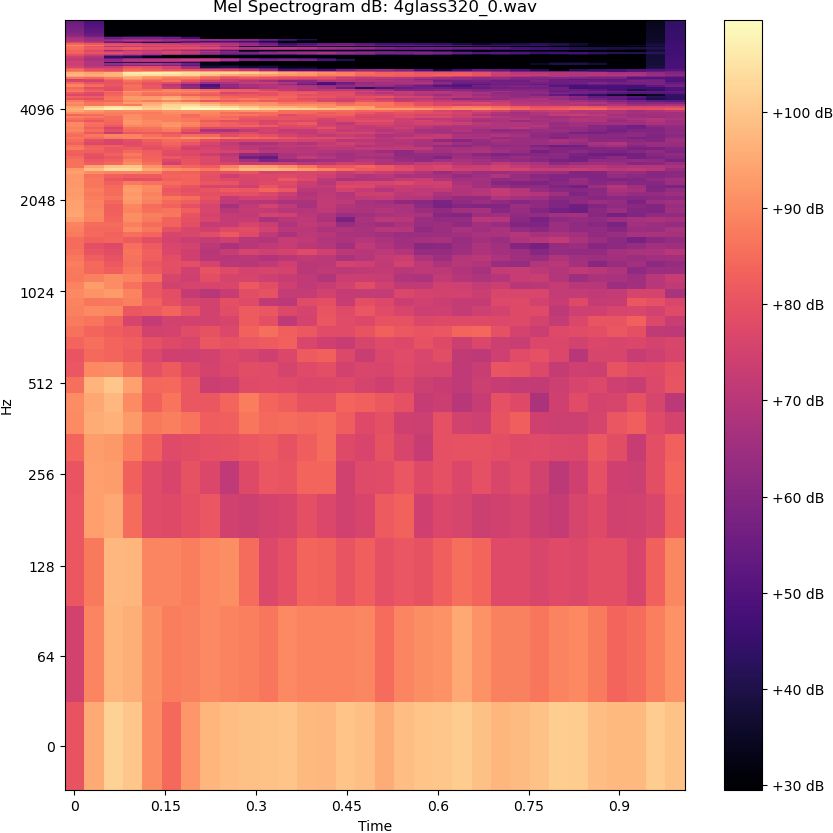 Mel Spectrogram dB: 4glass320_0.wav
4096
2048
1024
512
256
128
64
0
Hz
0
0.15
0.3
0.45
0.6
0.75
0.9
Time
+100 dB
+90 dB
+80 dB
+70 dB
+60 dB
+50 dB
+40 dB
+30 dB